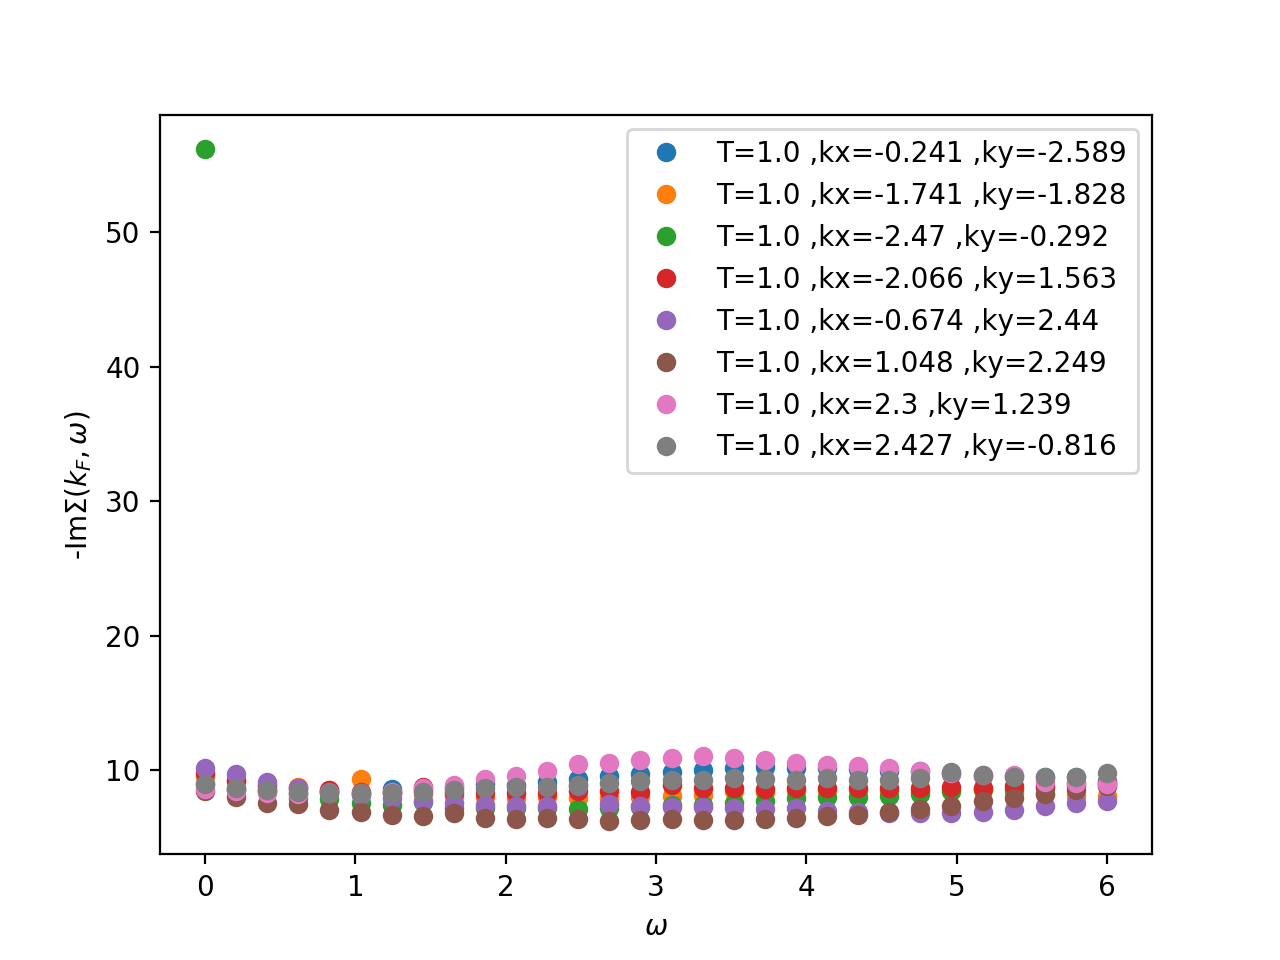 T=1.0 ,kx=-0.241 ,ky=-2.589
T=1.0 ,kx=-1.741 ,ky=-1.828
T=1.0 ,kx=-2.47 ,ky=-0.292
T=1.0 ,kx=-2.066 ,ky=1.563
T=1.0 ,kx=-0.674 ,ky=2.44
T=1.0 ,kx=1.048 ,ky=2.249
T=1.0 ,kx=2.3 ,ky=1.239
T=1.0 ,kx=2.427 ,ky=-0.816
50
40
30
20
10
-ImΣ(k_F, ω)
0 1 2 3 4 5 6
ω